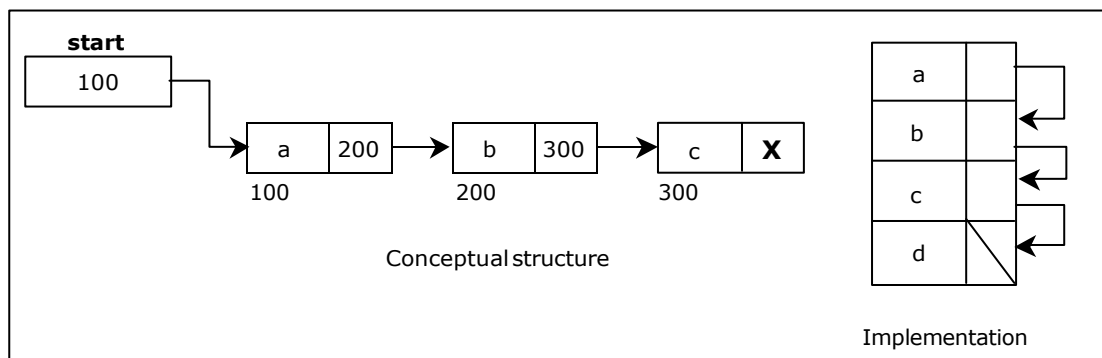 start
100
a 200 b 300 c X
100 200 300
Conceptual structure
a
b
c
d
Implementation